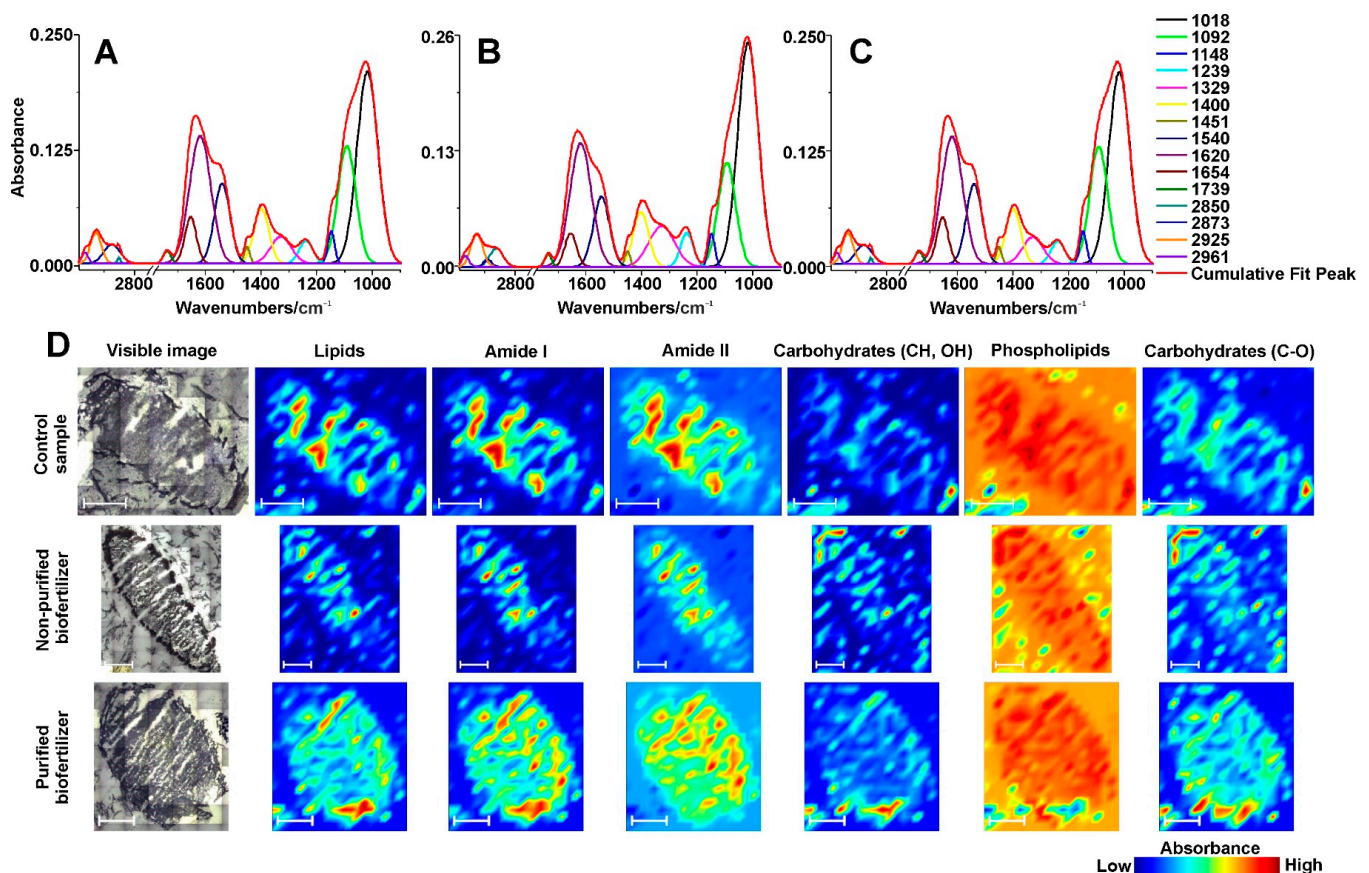 A
B
C
0.250
0.125
0.000
Absorbance
2800
1600
1400
1200
1000
Wavenumbers/cm⁻¹
0.26
0.13
0.00
2800
1600
1400
1200
1000
Wavenumbers/cm⁻¹
0.250
0.125
0.000
2800
1600
1400
1200
1000
Wavenumbers/cm⁻¹
1018
1092
1148
1239
1329
1400
1451
1540
1620
1654
1739
2850
2873
2925
2961
Cumulative Fit Peak
D
Visible image
Lipids
Amide I
Amide II
Carbohydrates (CH, OH)
Phospholipids
Carbohydrates (C-O)
Control
sample
Non-purified
biofertilizer
Purified
biofertilizer
Absorbance
Low
High